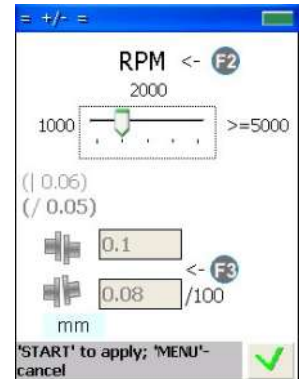 = +/- =
RPM <- F2
2000
1000 >=5000
(| 0.06)
(/ 0.05)
0.1
<- F3
0.08 /100
mm
'START' to apply; 'MENU'-
cancel